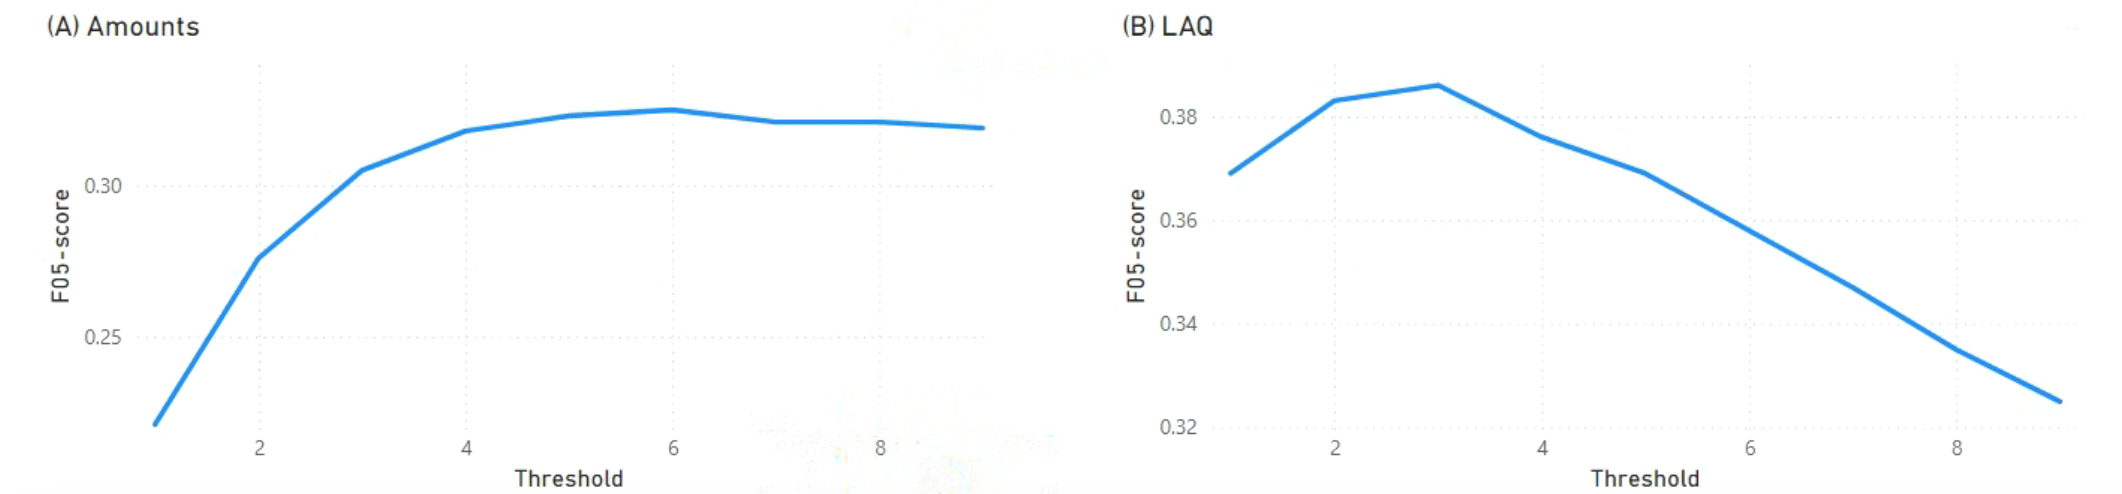 (A) Amounts
F05-score
0.30
0.25
2 4 6 8
Threshold
(B) LAQ
F05-score
0.38
0.36
0.34
0.32
2 4 6 8
Threshold